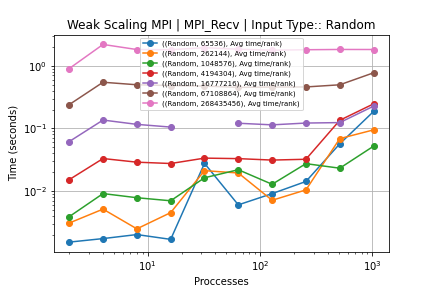 Weak Scaling MPI | MPI_Recv | Input Type:: Random
((Random, 65536), Avg time/rank)
((Random, 262144), Avg time/rank)
((Random, 1048576), Avg time/rank)
((Random, 4194304), Avg time/rank)
((Random, 16777216), Avg time/rank)
((Random, 67108864), Avg time/rank)
((Random, 268435456), Avg time/rank)
Time (seconds)
10⁰
10⁻¹
10⁻²
10¹ 10² 10³
Proccesses